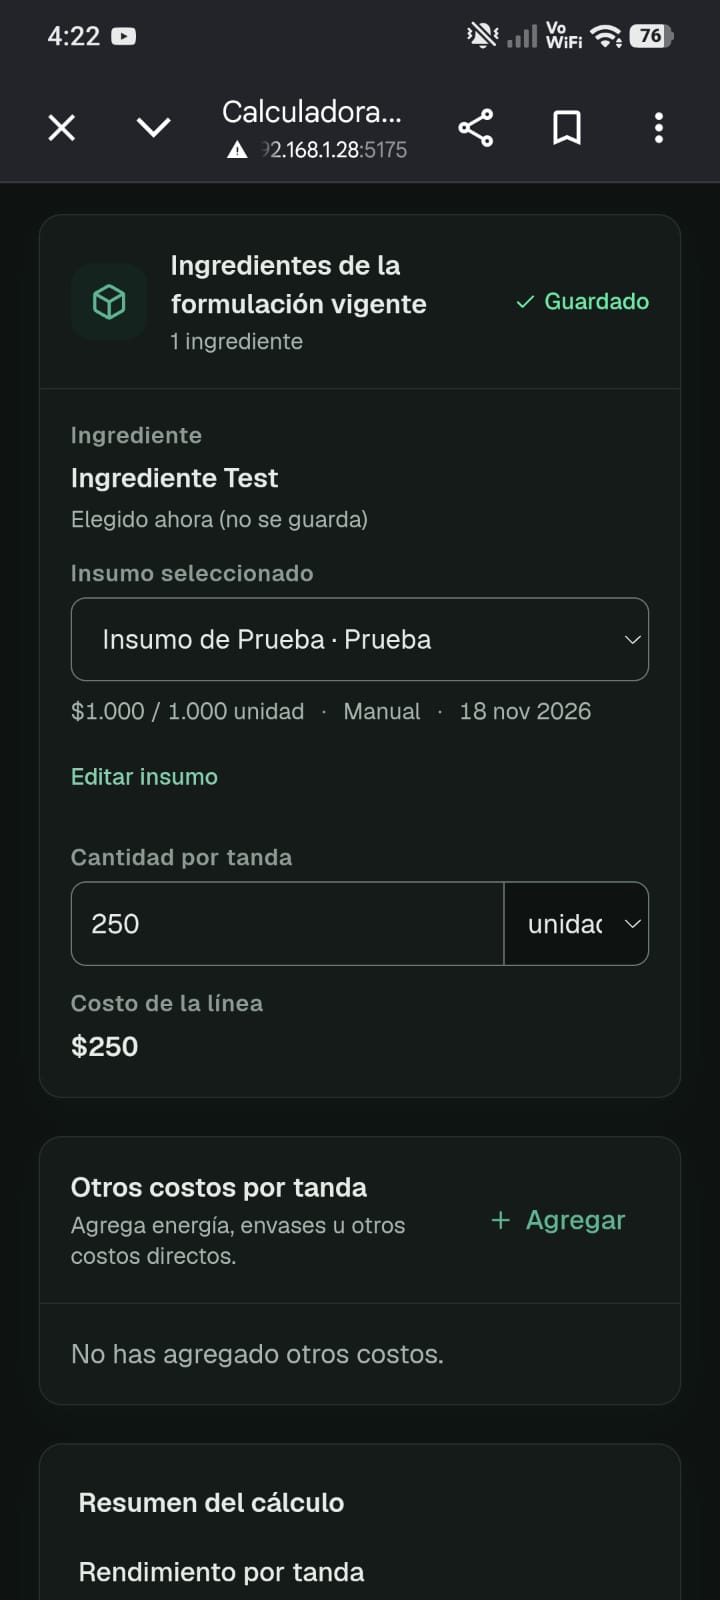 4:22
Vo
WiFi
76
Calculadora...
92.168.1.28:5175
Ingredientes de la
formulación vigente
Guardado
1 ingrediente
Ingrediente
Ingrediente Test
Elegido ahora (no se guarda)
Insumo seleccionado
Insumo de Prueba · Prueba
$1.000 / 1.000 unidad · Manual · 18 nov 2026
Editar insumo
Cantidad por tanda
250
unidad
Costo de la línea
$250
Otros costos por tanda
Agrega energía, envases u otros
costos directos.
+ Agregar
No has agregado otros costos.
Resumen del cálculo
Rendimiento por tanda